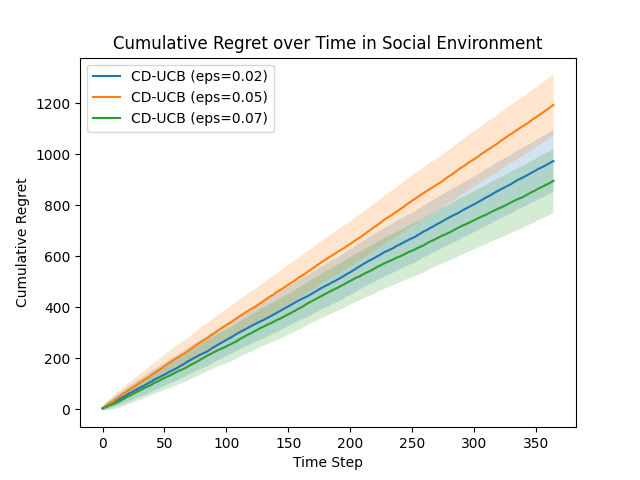 Cumulative Regret over Time in Social Environment
CD-UCB (eps=0.02)
CD-UCB (eps=0.05)
CD-UCB (eps=0.07)
Cumulative Regret
1200
1000
800
600
400
200
0
0 50 100 150 200 250 300 350
Time Step